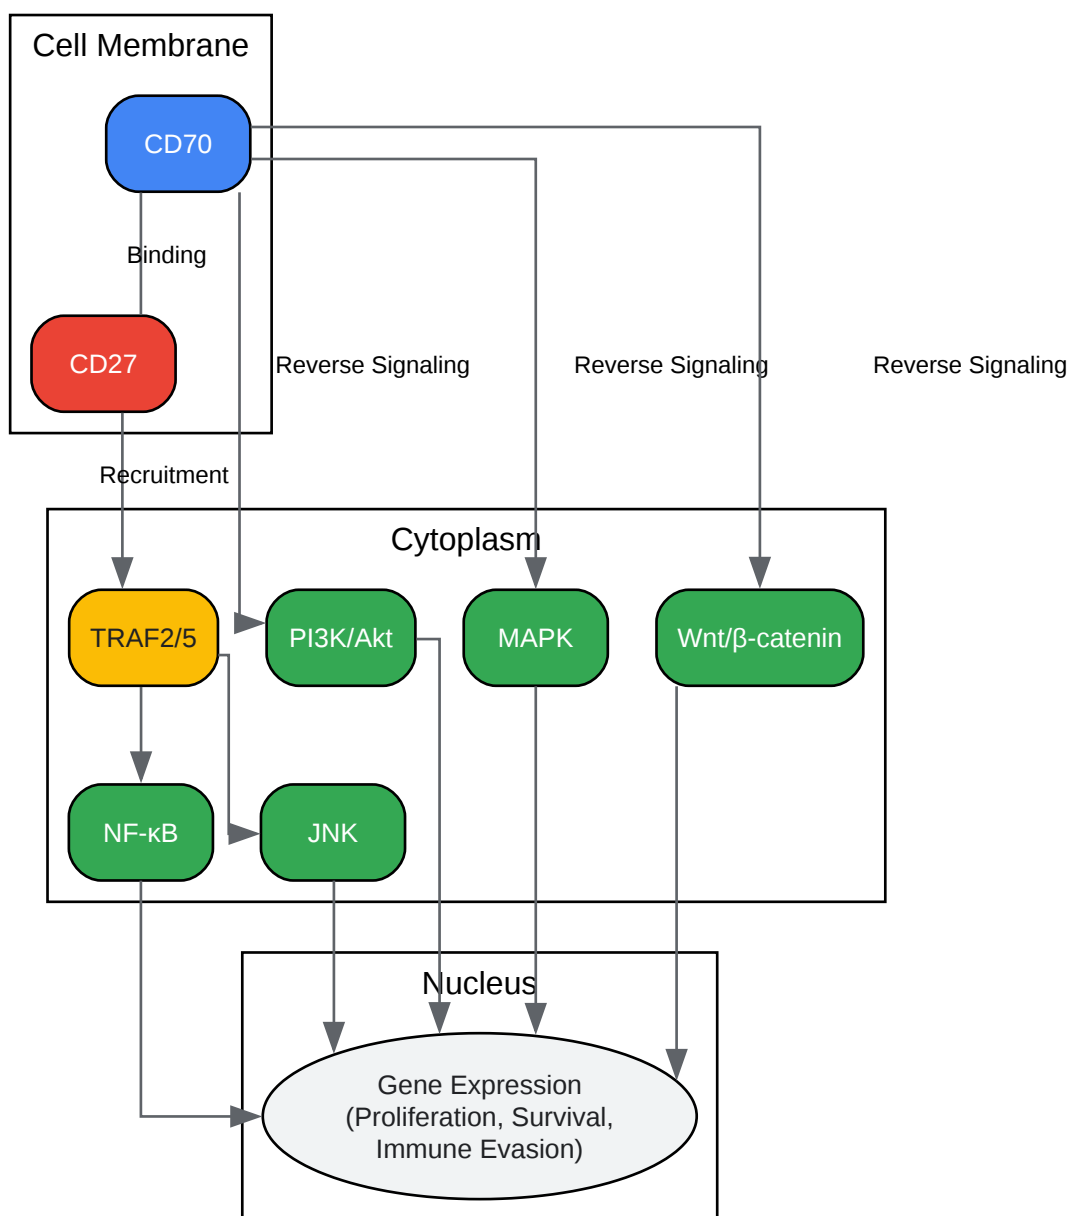 Cell Membrane
CD70
Binding
CD27
Reverse Signaling
Reverse Signaling
Reverse Signaling
Recruitment
Cytoplasm
TRAF2/5
PI3K/Akt
MAPK
Wnt/β-catenin
NF-κB
JNK
Nucleus
Gene Expression
(Proliferation, Survival,
Immune Evasion)